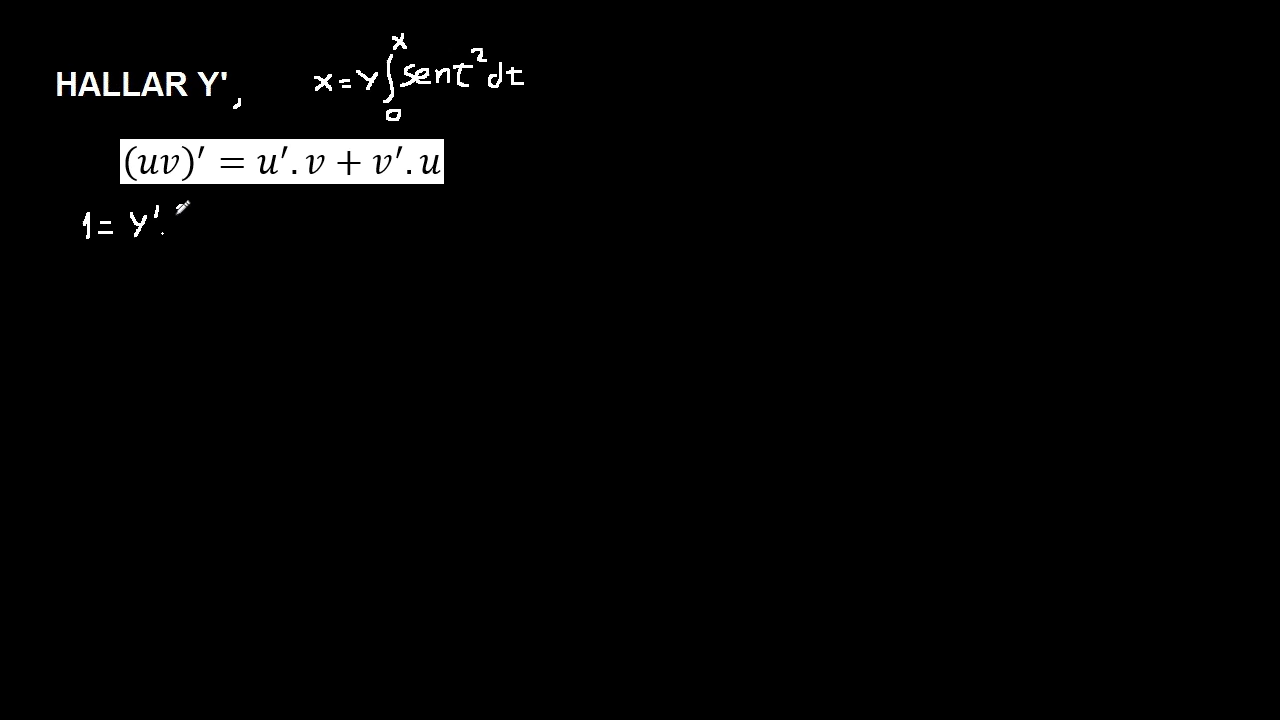 HALLAR Y', x = y ∫₀ˣ sent² dt
(uv)′ = u′. v + v′. u
1 = y'.